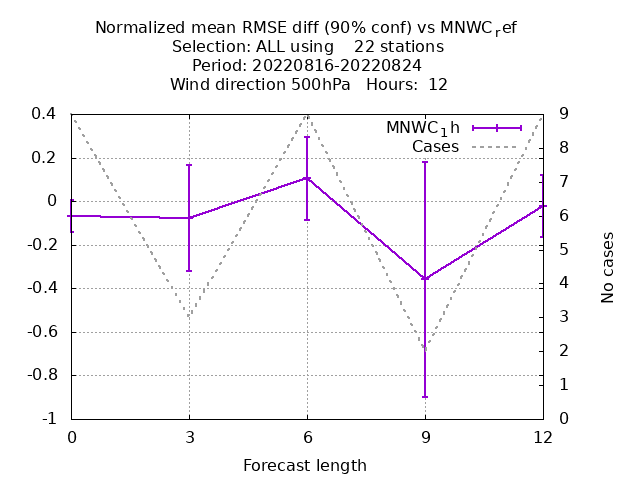 Normalized mean RMSE diff (90% conf) vs MNWC_ref
Selection: ALL using 22 stations
Period: 20220816-20220824
Wind direction 500hPa Hours: 12
MNWC_1h
Cases
0.4
0.2
0
-0.2
-0.4
-0.6
-0.8
-1
9
8
7
6
5
4
3
2
1
0
No cases
0 3 6 9 12
Forecast length